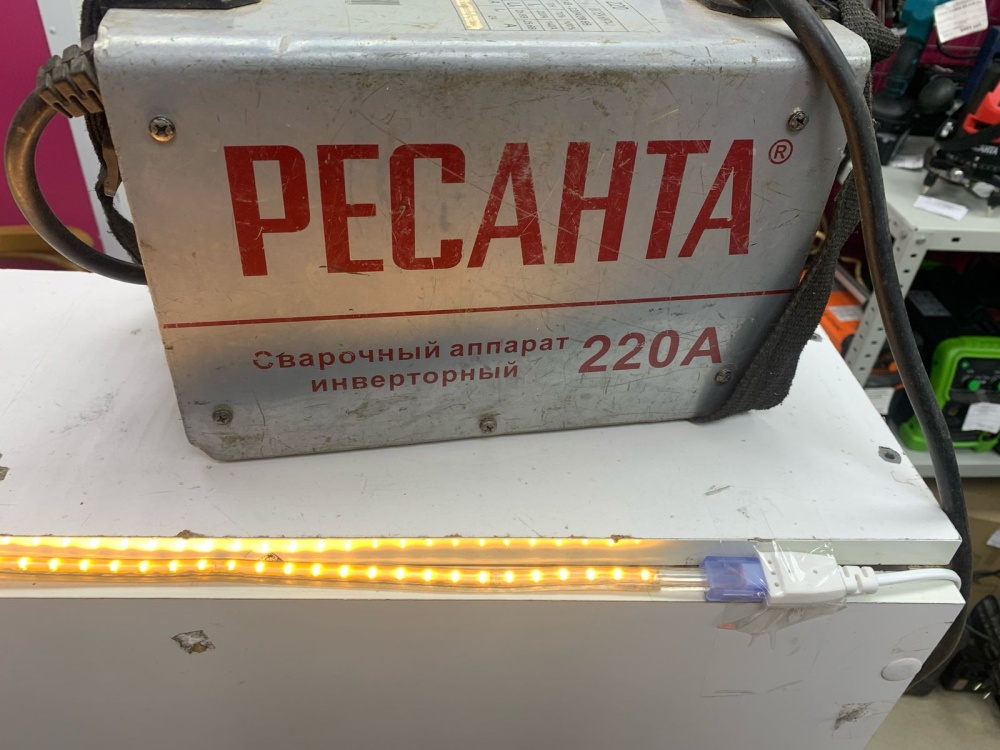 РЕСАНТА®
Сварочный аппарат
инверторный
220А